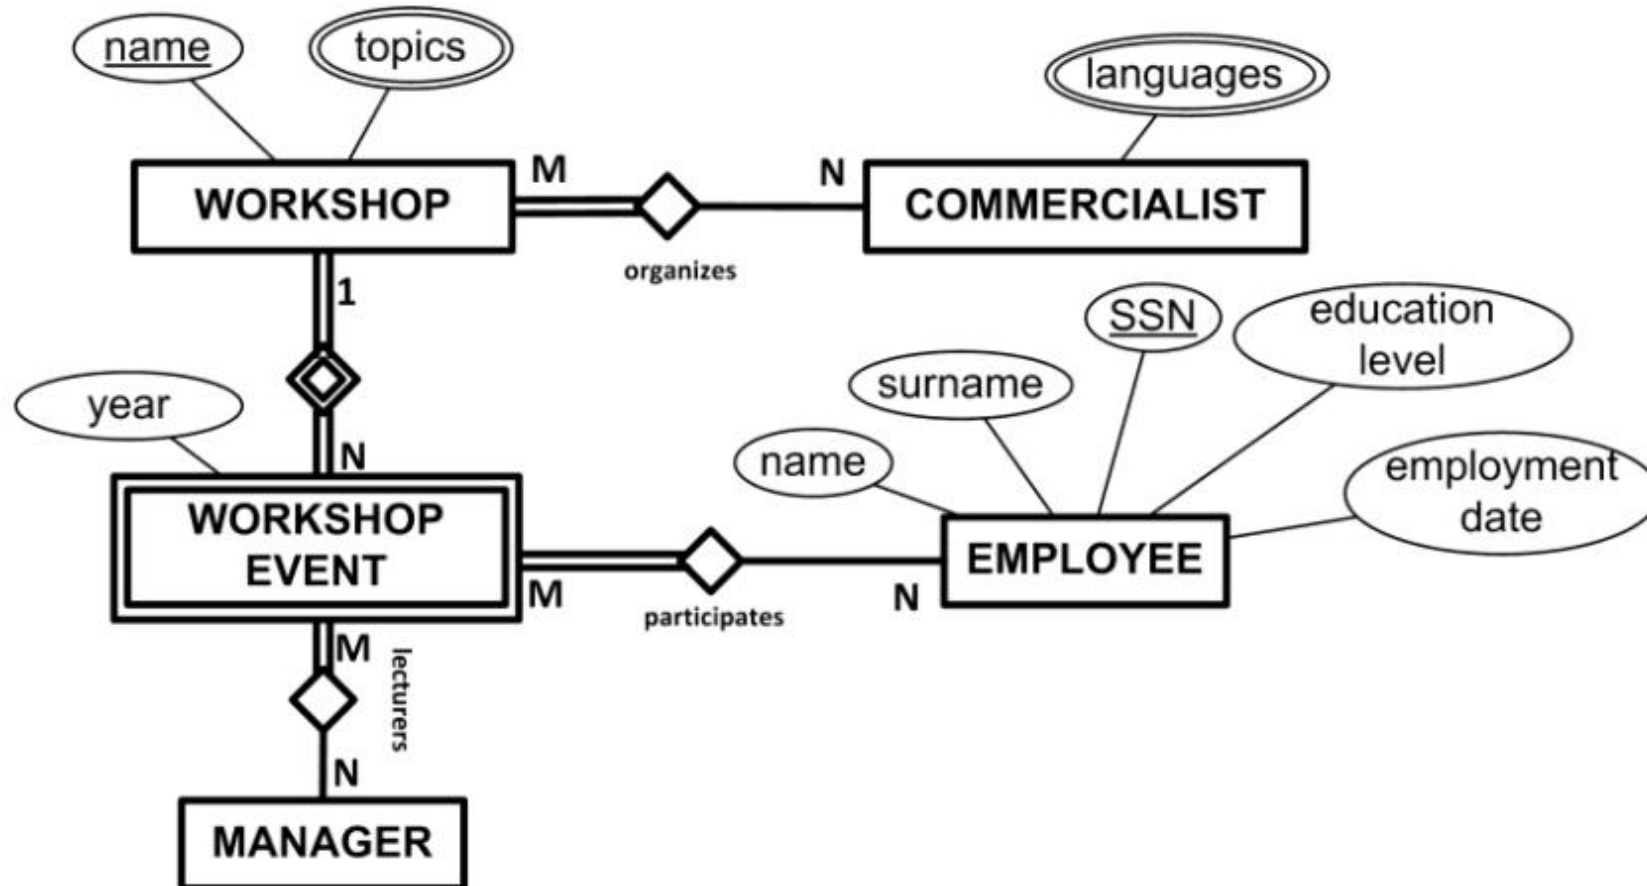 name
topics
languages
WORKSHOP
M
N
COMMERCIALIST
organizes
1
SSN
education
level
surname
year
N
name
employment
date
WORKSHOP
EVENT
M
N
EMPLOYEE
participates
M
lecturers
N
MANAGER